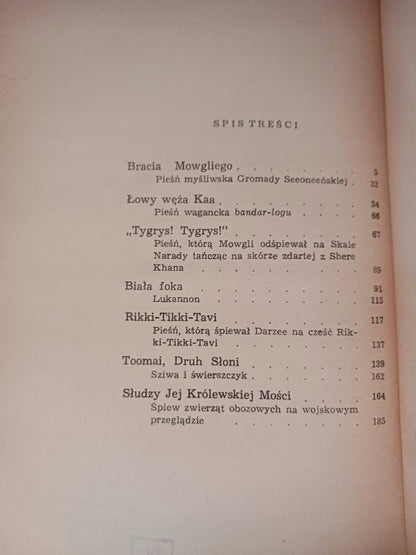 SPIS TREŚCI
Bracia Mowgliego . . . . . . . 5
Pieśń myśliwska Gromady Seeoneeńskiej . 32
Łowy węża Kaa . . . . . . . . 34
Pieśń wagancka bandar-logu . . . . . 66
„Tygrys! Tygrys!” . . . . . . . 67
Pieśń, którą Mowgli odśpiewał na Skale
Narady tańcząc na skórze zdartej z Shere
Khana . . . . . . . . . 89
Biała foka . . . . . . . . . 91
Lukannon . . . . . . . . 115
Rikki-Tikki-Tavi . . . . . . . 117
Pieśń, którą śpiewał Darzee na cześć Rik-
ki-Tikki-Tavi . . . . . . . 137
Toomai, Druh Słoni . . . . . . 139
Sziwa i świerszczyk . . . . . . 162
Słudzy Jej Królewskiej Mości . . . . 164
Śpiew zwierząt obozowych na wojskowym
przeglądzie . . . . . . 185